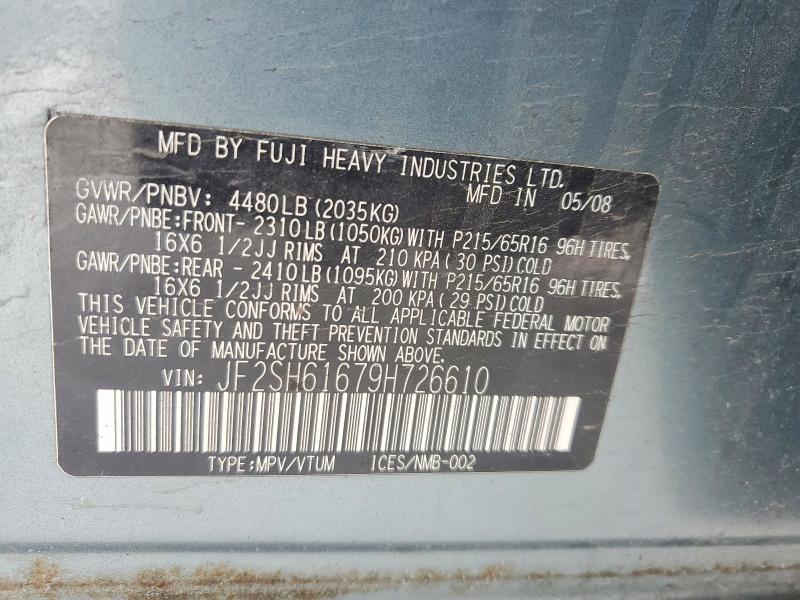 MFD BY FUJI HEAVY INDUSTRIES LTD.
MFD IN 05/08
GVWR/PNBV: 4480LB(2035KG)
GAWR/PNBE:FRONT- 2310LB(1050KG)WITH P215/65R16 96H TIRES,
16X6 1/2JJ RIMS AT 210 KPA(30 PSI)COLD
GAWR/PNBE:REAR - 2410LB(1095KG)WITH P215/65R16 96H TIRES,
16X6 1/2JJ RIMS AT 200 KPA(29 PSI)COLD
THIS VEHICLE CONFORMS TO ALL APPLICABLE FEDERAL MOTOR
VEHICLE SAFETY AND THEFT PREVENTION STANDARDS IN EFFECT ON
THE DATE OF MANUFACTURE SHOWN ABOVE.
VIN: JF2SH61679H726610
TYPE:MPV/VTUM ICES/NMB-002